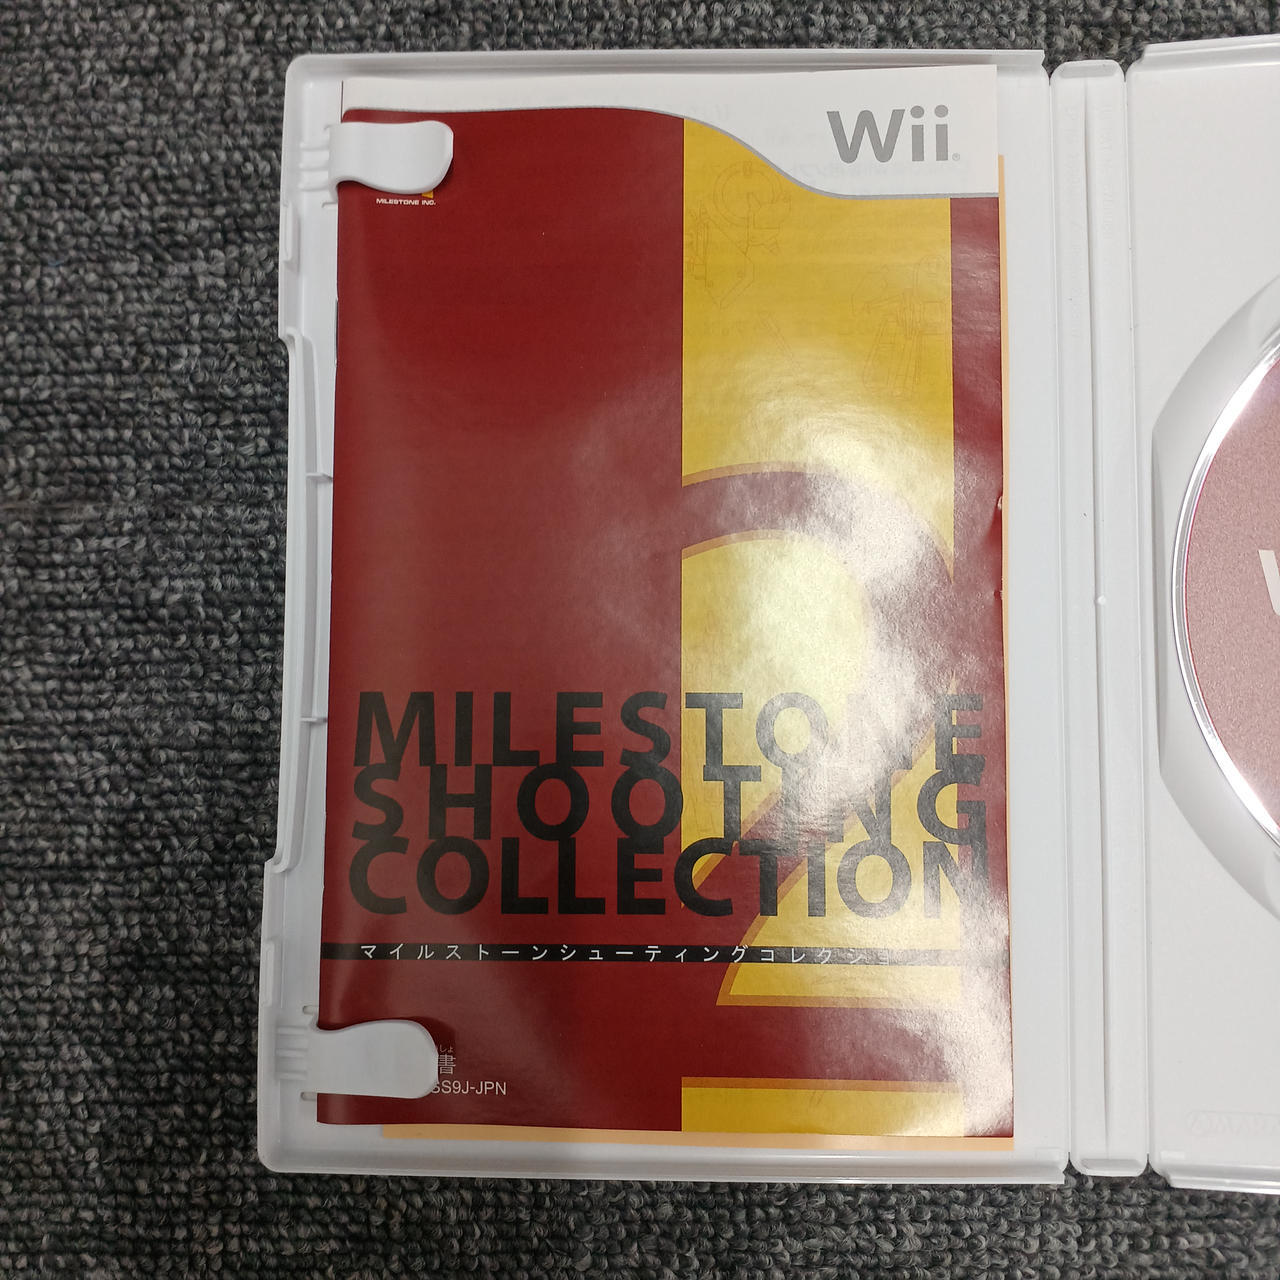 Wii
MILESTONE INC.
MILESTONE
SHOOTING
COLLECTION
2
マイルストーンシューティングコレクション
書
SS9J-JPN